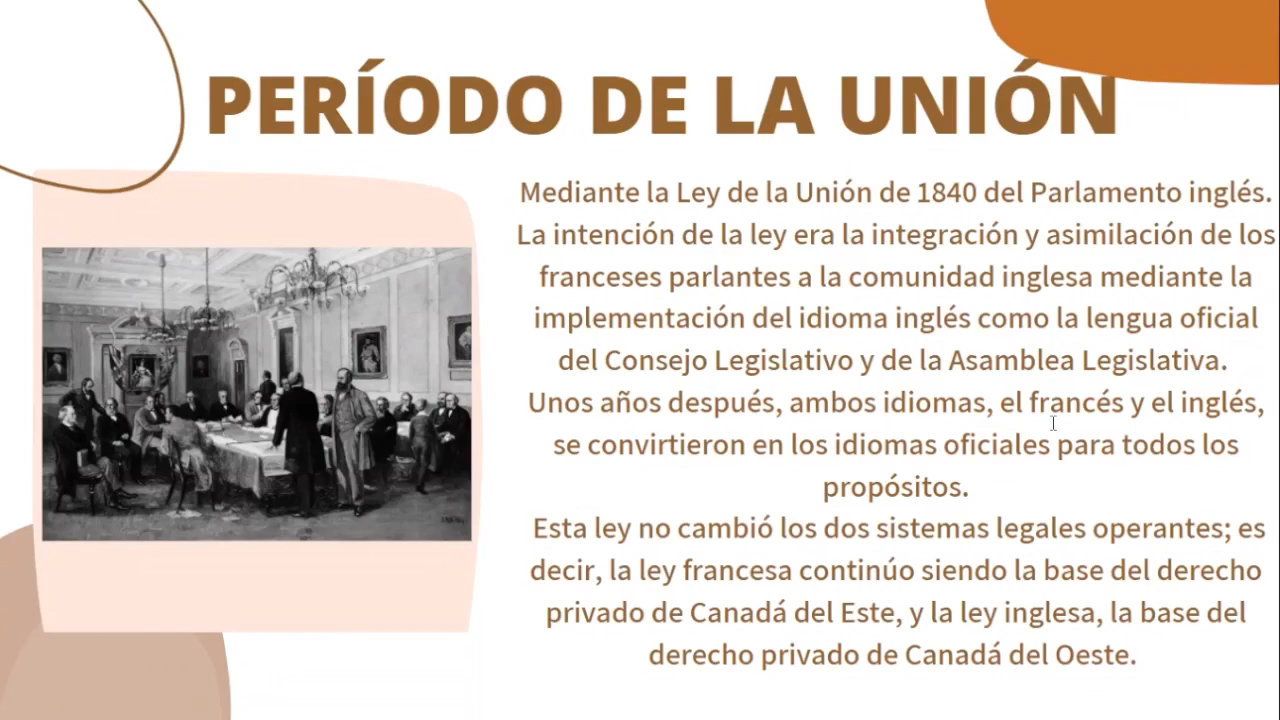 PERÍODO DE LA UNIÓN
Mediante la Ley de la Unión de 1840 del Parlamento inglés.
La intención de la ley era la integración y asimilación de los
franceses parlantes a la comunidad inglesa mediante la
implementación del idioma inglés como la lengua oficial
del Consejo Legislativo y de la Asamblea Legislativa.
Unos años después, ambos idiomas, el francés y el inglés,
se convirtieron en los idiomas oficiales para todos los
propósitos.
Esta ley no cambió los dos sistemas legales operantes; es
decir, la ley francesa continúo siendo la base del derecho
privado de Canadá del Este, y la ley inglesa, la base del
derecho privado de Canadá del Oeste.